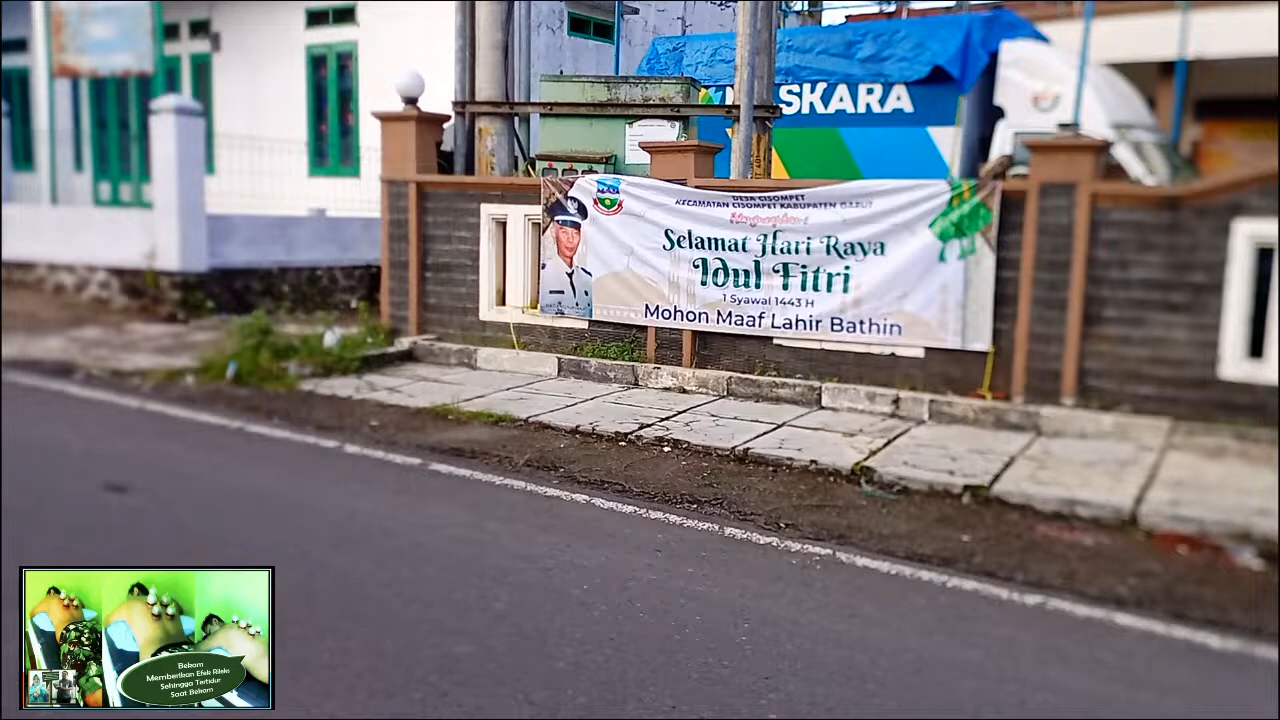 SKARA
DESA CISOMPET
KECAMATAN CISOMPET KABUPATEN GARUT
Mengucapkan :
Selamat Hari Raya
Idul Fitri
1 Syawal 1443 H
Mohon Maaf Lahir Bathin
Bekam
Memberikan Efek Rileks
Sehingga Tertidur
Saat Bekam